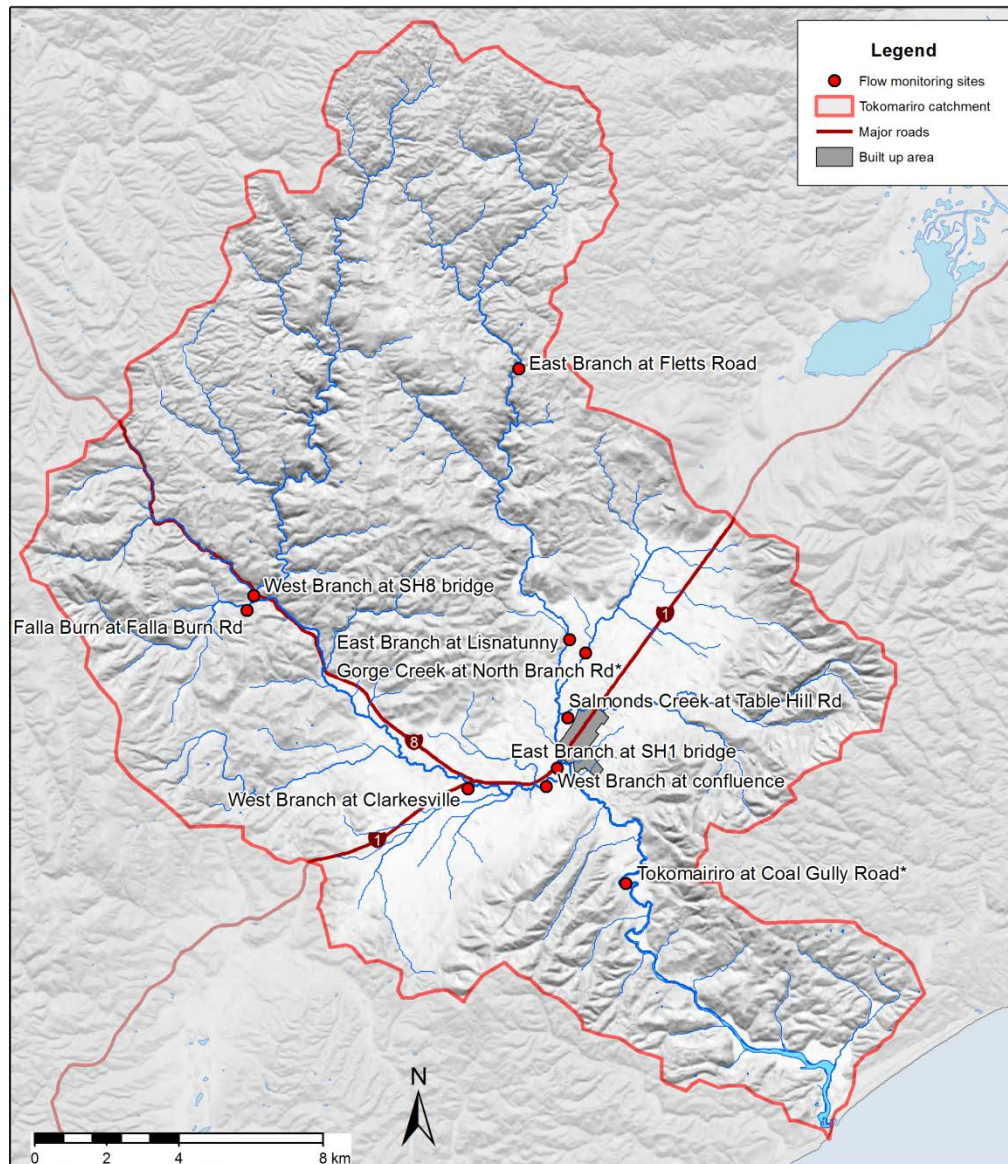 Legend
Flow monitoring sites
Tokomariro catchment
Major roads
Built up area
East Branch at Fletts Road
West Branch at SH8 bridge
Falla Burn at Falla Burn Rd
1
East Branch at Lisnatunny
Gorge Creek at North Branch Rd*
Salmonds Creek at Table Hill Rd
8
East Branch at SH1 bridge
West Branch at confluence
West Branch at Clarkesville
1
Tokomairiro at Coal Gully Road*
N
0 2 4 8 km